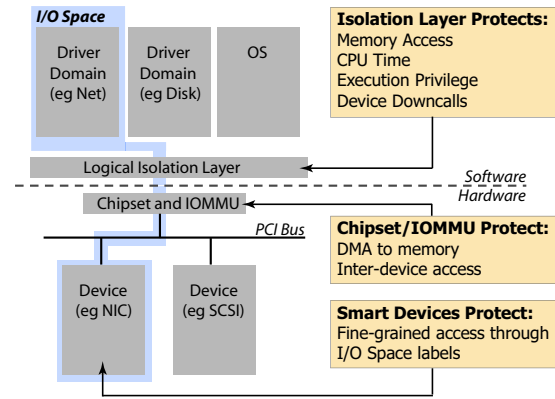 I/O Space
Driver
Domain
(eg Net)
Driver
Domain
(eg Disk)
OS
Logical Isolation Layer
Software
Hardware
Chipset and IOMMU
PCI Bus
Device
(eg NIC)
Device
(eg SCSI)
Isolation Layer Protects:
Memory Access
CPU Time
Execution Privilege
Device Downcalls
Chipset/IOMMU Protect:
DMA to memory
Inter-device access
Smart Devices Protect:
Fine-grained access through
I/O Space labels